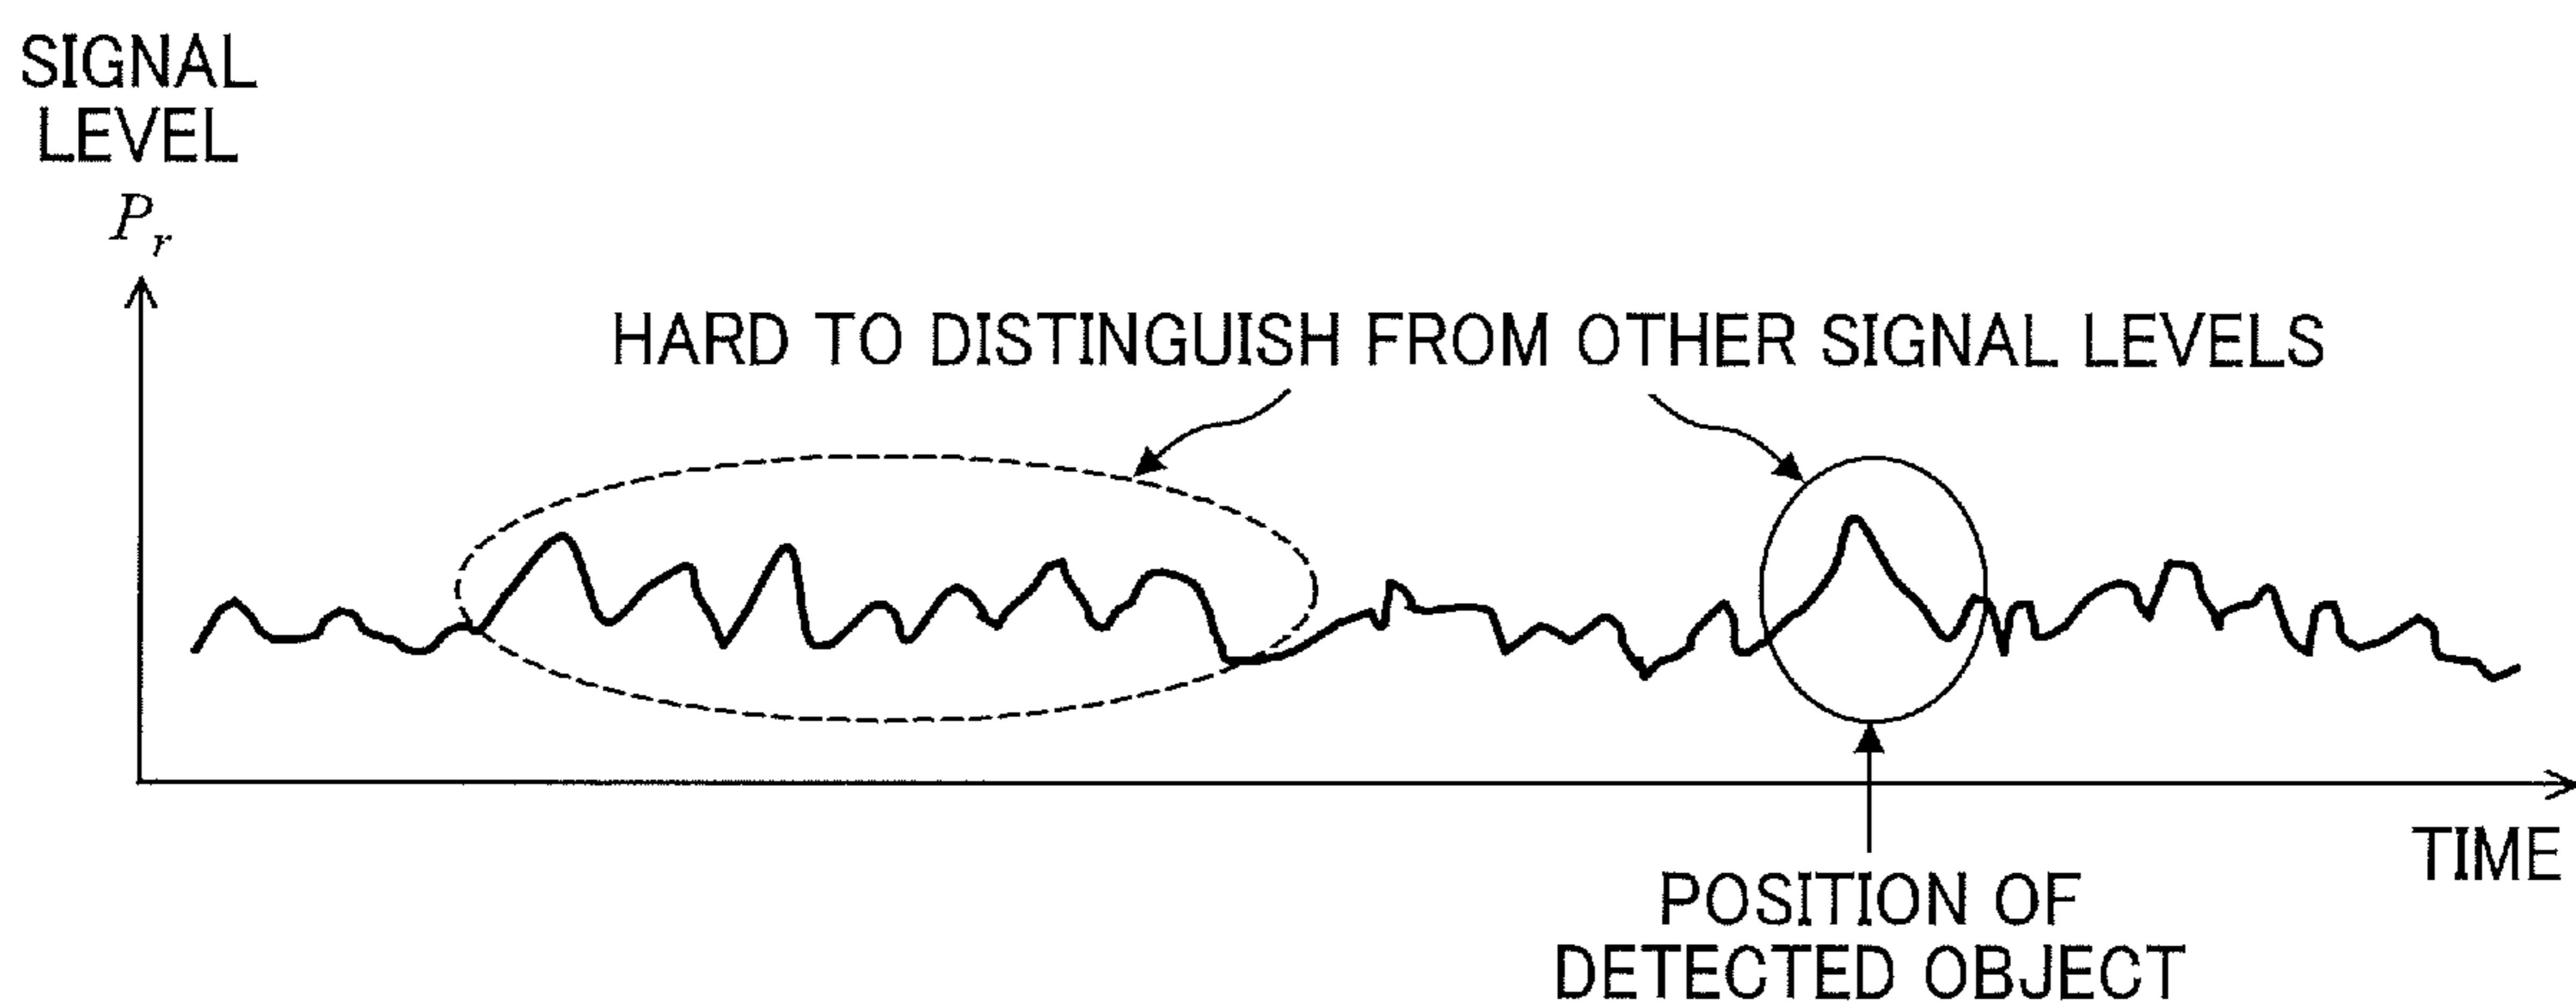 SIGNAL
LEVEL
P_r
HARD TO DISTINGUISH FROM OTHER SIGNAL LEVELS
TIME
POSITION OF
DETECTED OBJECT